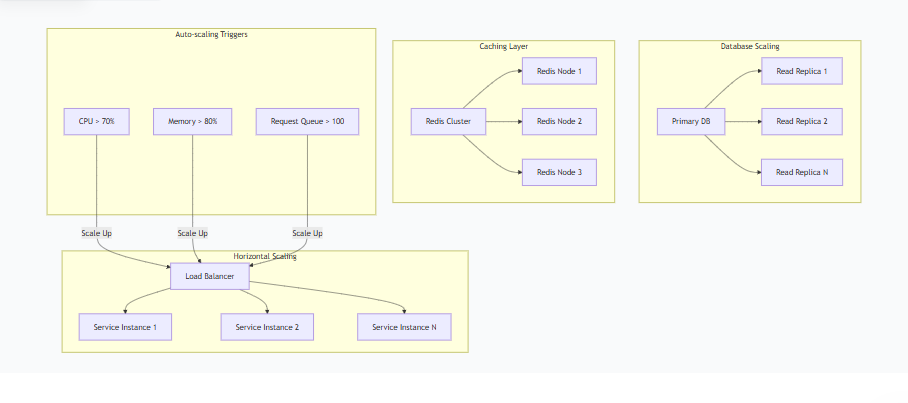 Auto-scaling Triggers
CPU > 70%
Memory > 80%
Request Queue > 100
Scale Up
Scale Up
Scale Up
Caching Layer
Redis Cluster
Redis Node 1
Redis Node 2
Redis Node 3
Database Scaling
Primary DB
Read Replica 1
Read Replica 2
Read Replica N
Horizontal Scaling
Load Balancer
Service Instance 1
Service Instance 2
Service Instance N